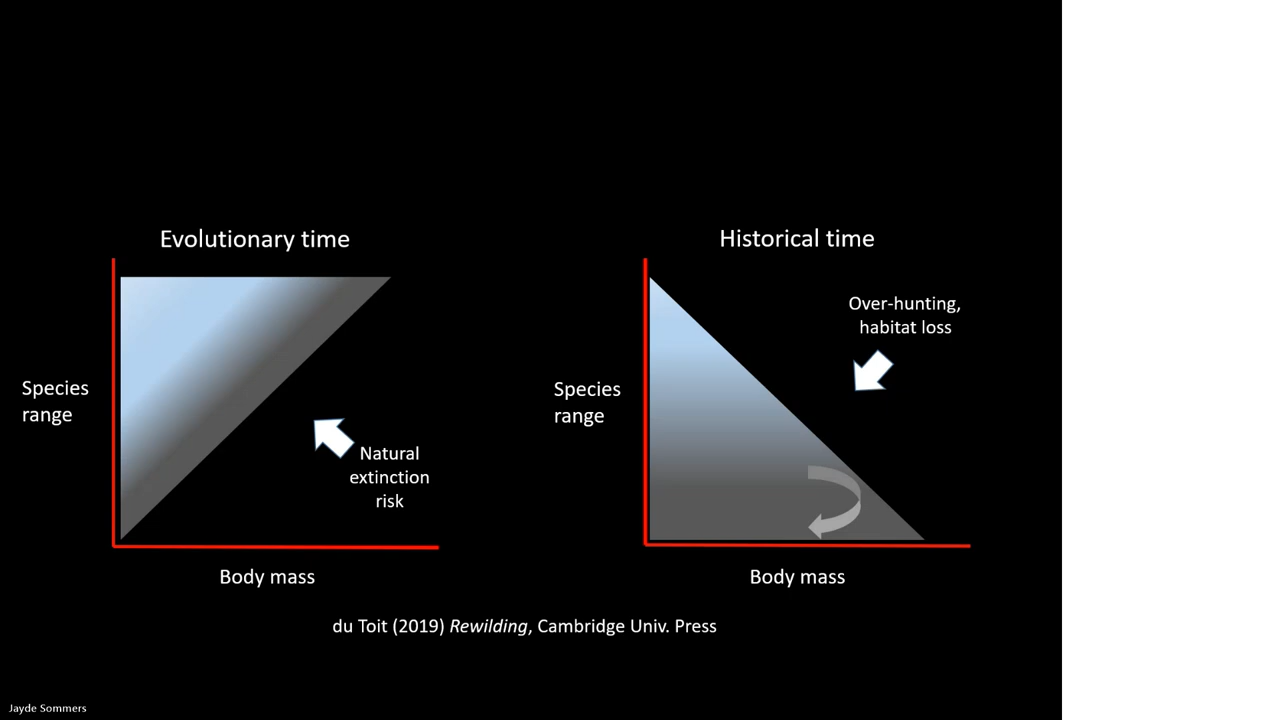 Evolutionary time
Species
range
Natural
extinction
risk
Body mass
Historical time
Over-hunting,
habitat loss
Species
range
Body mass
du Toit (2019) Rewilding, Cambridge Univ. Press
Jayde Sommers